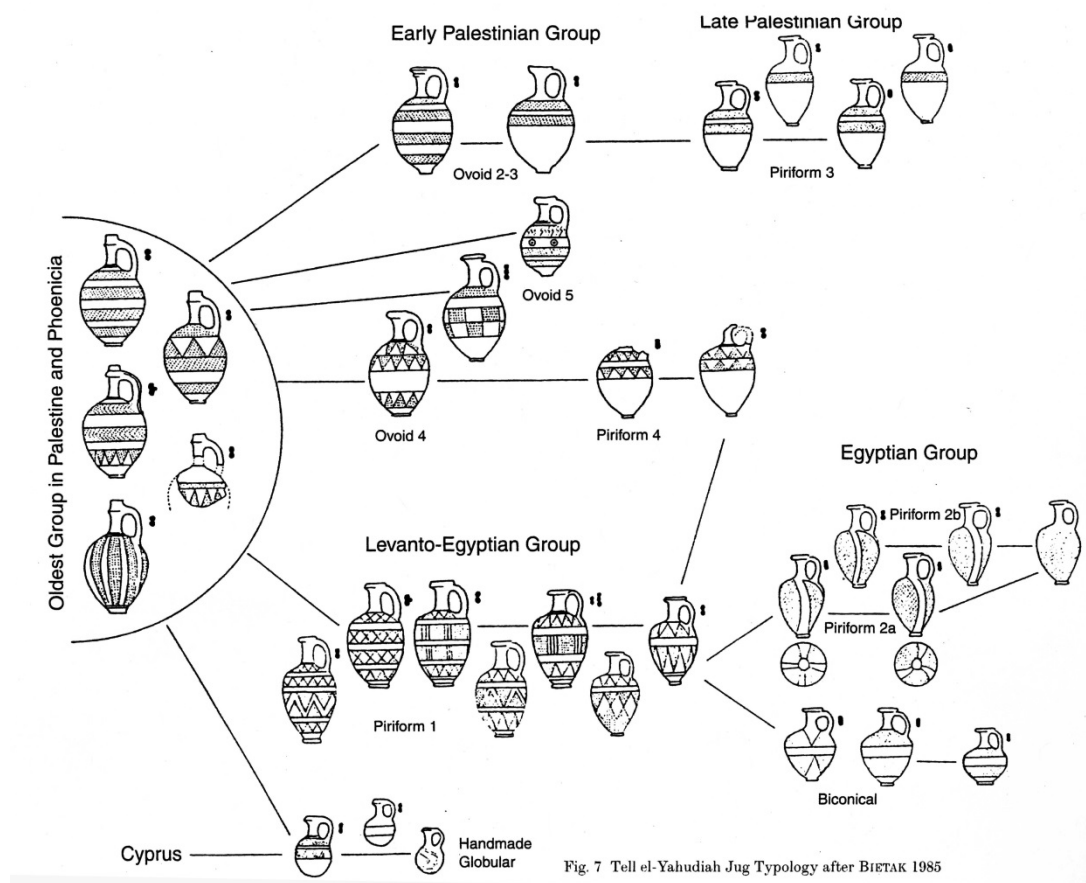 Early Palestinian Group
Late Palestinian Group
Ovoid 2-3
Piriform 3
Ovoid 5
Oldest Group in Palestine and Phoenicia
Ovoid 4
Piriform 4
Egyptian Group
Piriform 2b
Levanto-Egyptian Group
Piriform 2a
Piriform 1
Biconical
Cyprus
Handmade
Globular
Fig. 7 Tell el-Yahudiah Jug Typology after BIETAK 1985